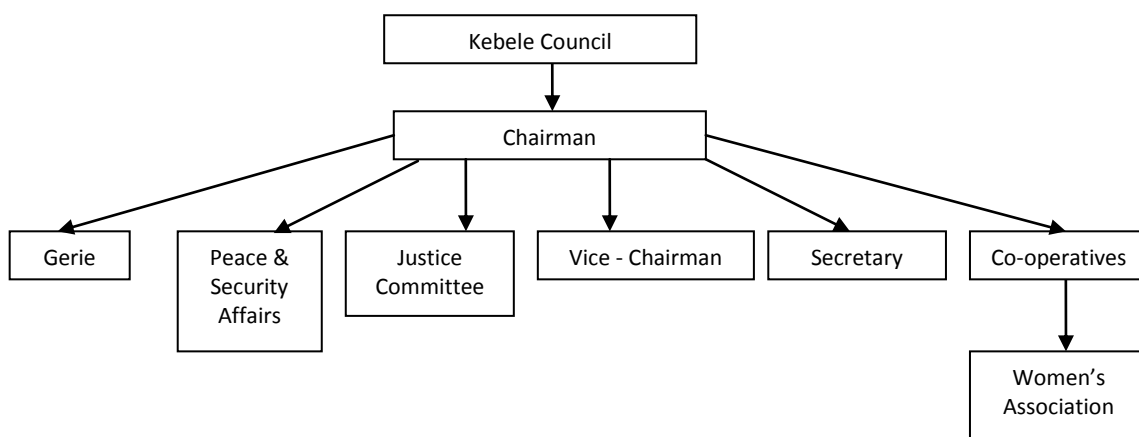 Kebele Council
Chairman
Gerie
Peace &
Security
Affairs
Justice
Committee
Vice - Chairman
Secretary
Co-operatives
Women’s
Association